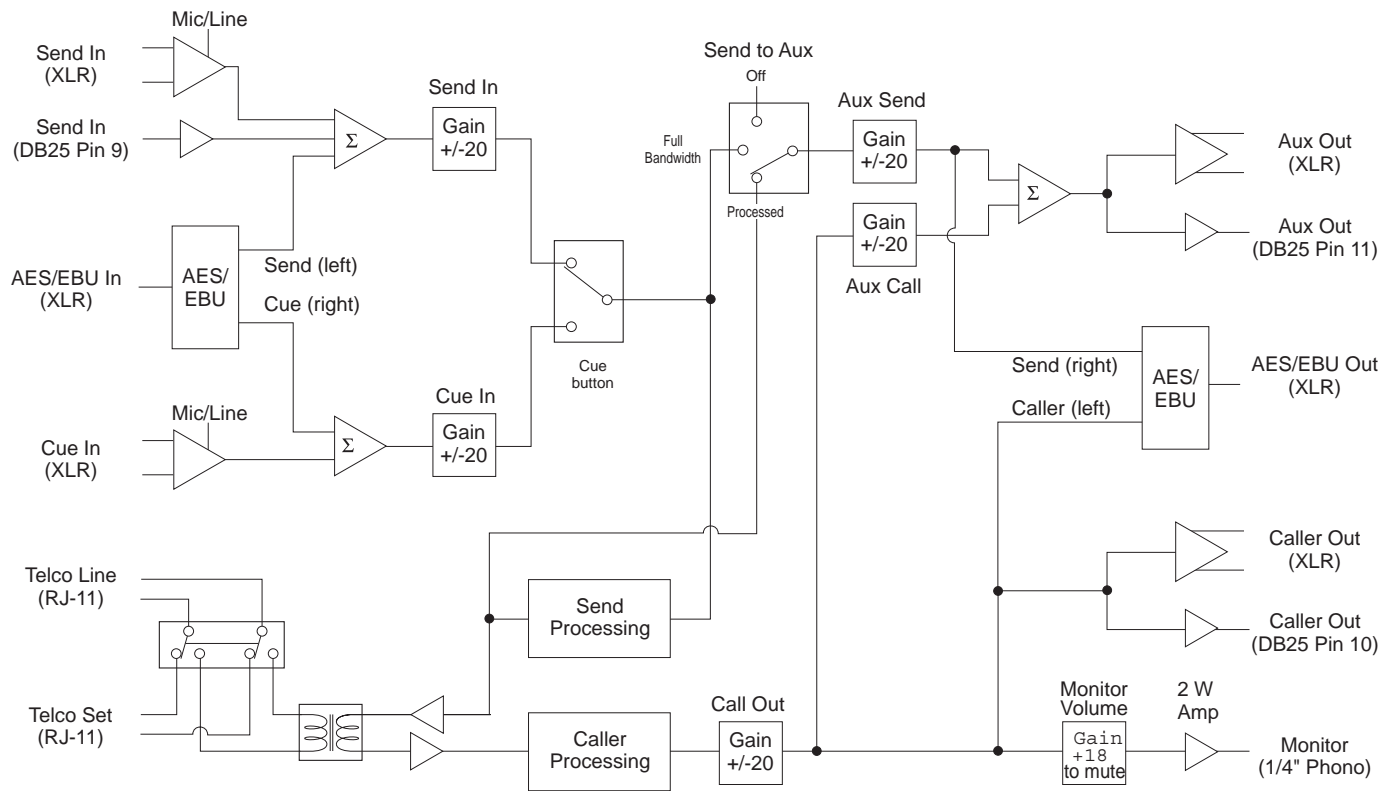 Mic/Line
Send In
(XLR)
Send In
(DB25 Pin 9)
Σ
Send In
Gain
+/-20
AES/EBU In
(XLR)
AES/
EBU
Send (left)
Cue (right)
Cue
button
Mic/Line
Cue In
(XLR)
Σ
Cue In
Gain
+/-20
Send to Aux
Off
Full
Bandwidth
Processed
Aux Send
Gain
+/-20
Gain
+/-20
Aux Call
Σ
Aux Out
(XLR)
Aux Out
(DB25 Pin 11)
Send (right)
Caller (left)
AES/
EBU
AES/EBU Out
(XLR)
Telco Line
(RJ-11)
Telco Set
(RJ-11)
Send
Processing
Caller
Processing
Call Out
Gain
+/-20
Caller Out
(XLR)
Caller Out
(DB25 Pin 10)
Monitor
Volume
Gain
+18
to mute
2 W
Amp
Monitor
(1/4" Phono)